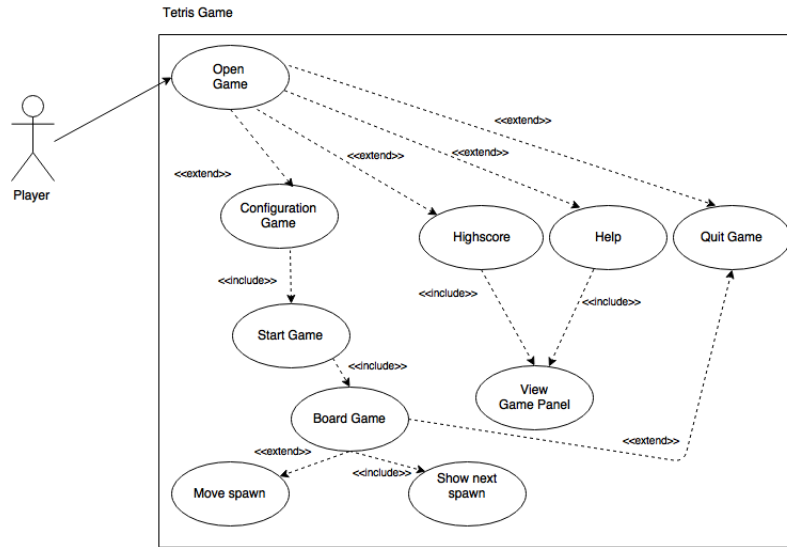 Tetris Game
Open
Game
<<extend>>
<<extend>>
<<extend>>
<<extend>>
Player
Configuration
Game
Highscore
Help
Quit Game
<<include>>
<<include>>
<<include>>
Start Game
<<include>>
View
Game Panel
Board Game
<<extend>>
<<extend>>
<<include>>
Move spawn
Show next
spawn